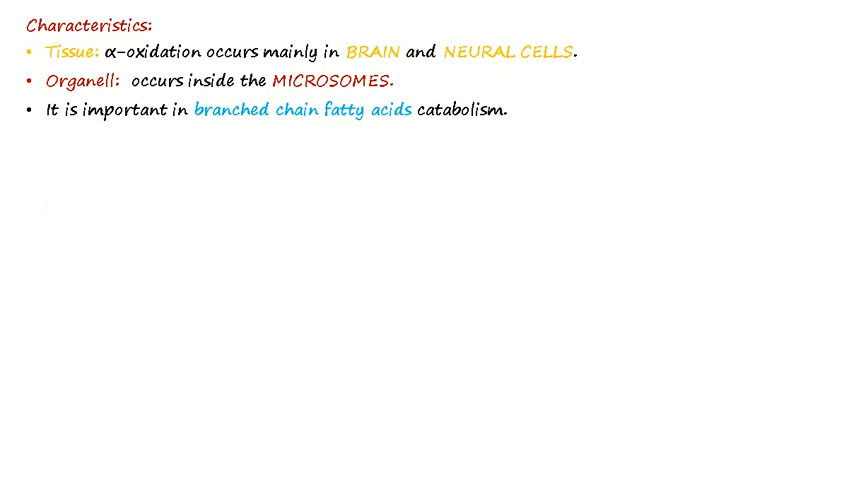 Characteristics:
• Tissue: α-oxidation occurs mainly in BRAIN and NEURAL CELLS.
• Organell: occurs inside the MICROSOMES.
• It is important in branched chain fatty acids catabolism.